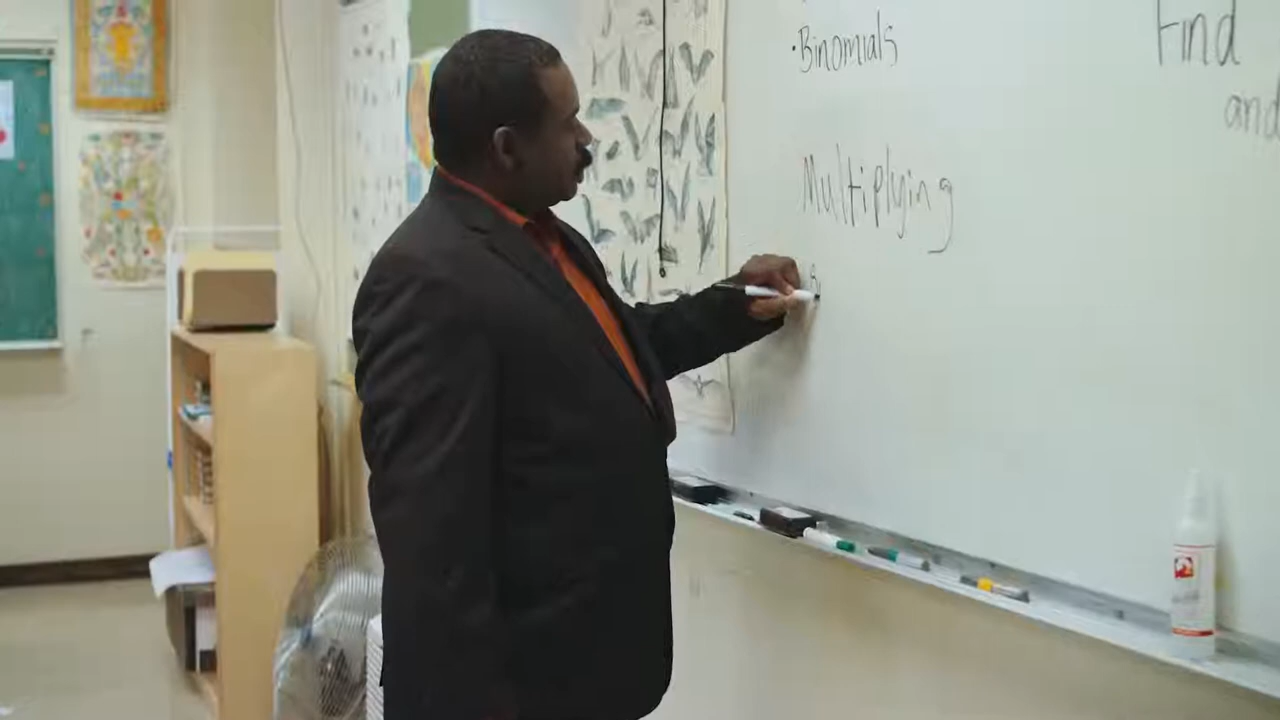 • Binomials
Multiplying
Find
and